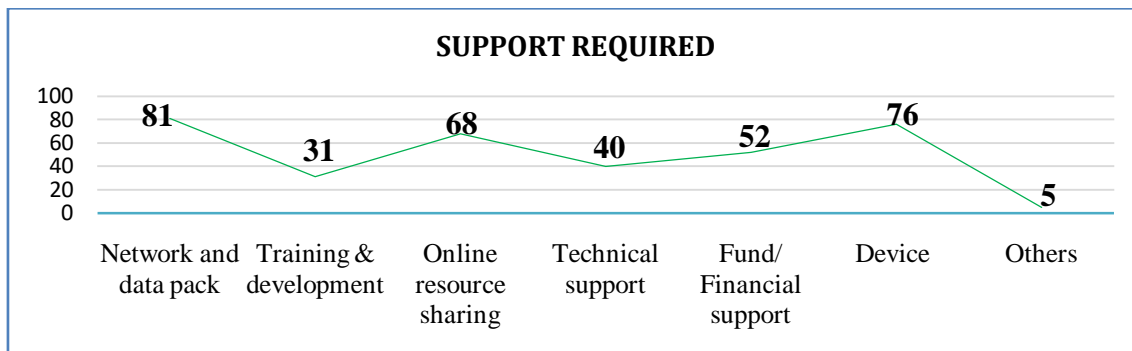 SUPPORT REQUIRED
100
80
60
40
20
0
81
31
68
40
52
76
5
Network and data pack
Training & development
Online resource sharing
Technical support
Fund/ Financial support
Device
Others